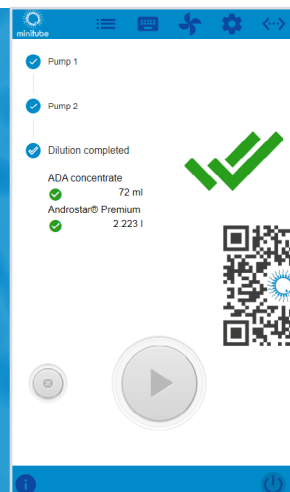 minitube
Pump 1
Pump 2
Dilution completed
ADA concentrate
72 ml
Androstar® Premium
2.223 l